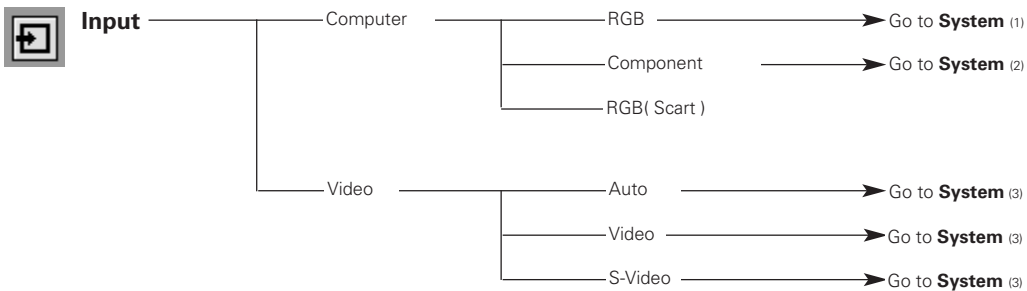 Input Computer RGB Go to System (1)
Component Go to System (2)
RGB( Scart )
Video Auto Go to System (3)
Video Go to System (3)
S-Video Go to System (3)